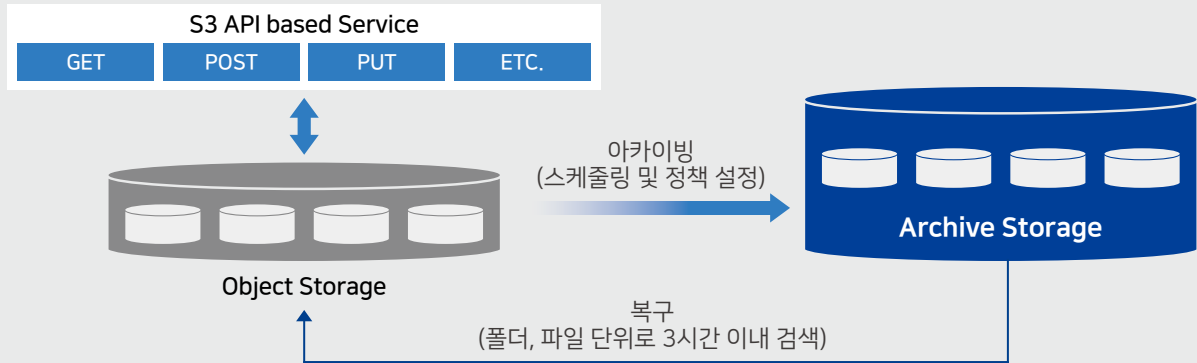 S3 API based Service
GET
POST
PUT
ETC.
아카이빙
(스케줄링 및 정책 설정)
Archive Storage
Object Storage
복구
(폴더, 파일 단위로 3시간 이내 검색)